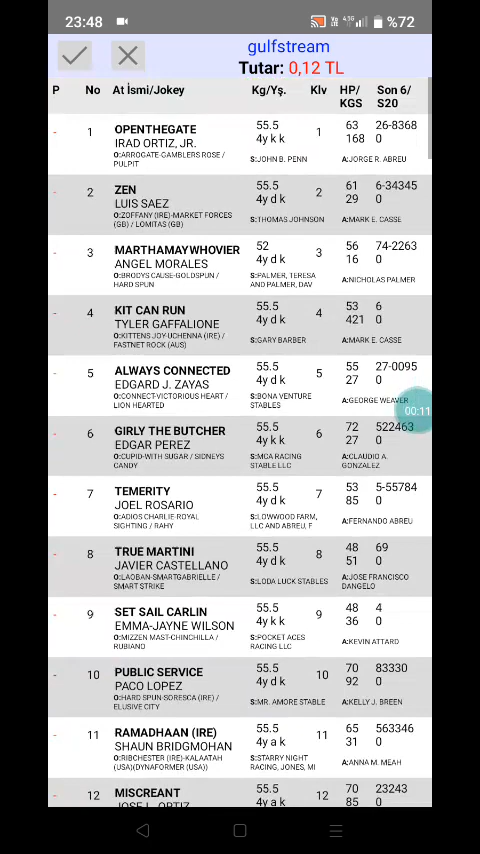 23:48 4.5G %72
gulfstream
Tutar: 0,12 TL
P No At İsmi/Jokey Kg/Yş. Klv HP/KGS Son 6/S20
- 1 OPENTHEGATE 55.5 1 63 26-8368
IRAD ORTIZ, JR. 4y k k 168 0
O:ARROGATE-GAMBLERS ROSE / S:JOHN B. PENN A:JORGE R. ABREU
PULPIT
- 2 ZEN 55.5 2 61 6-34345
LUIS SAEZ 4y d k 29 0
O:ZOFFANY (IRE)-MARKET FORCES S:THOMAS JOHNSON A:MARK E. CASSE
(GB) / LOMITAS (GB)
- 3 MARTHAMAYWHOVIER 52 3 56 74-2263
ANGEL MORALES 4y d k 16 0
O:BRODYS CAUSE-GOLDSPUN / S:PALMER, TERESA A:NICHOLAS PALMER
HARD SPUN AND PALMER, DAV
- 4 KIT CAN RUN 55.5 4 53 6
TYLER GAFFALIONE 4y d k 421 0
O:KITTENS JOY-UCHENNA (IRE) / S:GARY BARBER A:MARK E. CASSE
FASTNET ROCK (AUS)
- 5 ALWAYS CONNECTED 55.5 5 55 27-0095
EDGARD J. ZAYAS 4y d k 27 0
O:CONNECT-VICTORIOUS HEART / S:BONA VENTURE A:GEORGE WEAVER
LION HEARTED STABLES
00:11
- 6 GIRLY THE BUTCHER 55.5 6 72 522463
EDGAR PEREZ 4y k k 27 0
O:CUPID-WITH SUGAR / SIDNEYS S:MCA RACING A:CLAUDIO A.
CANDY STABLE LLC GONZALEZ
- 7 TEMERITY 55.5 7 53 5-55784
JOEL ROSARIO 4y d k 85 0
O:ADIOS CHARLIE-ROYAL S:LOWWOOD FARM, A:FERNANDO ABREU
SIGHTING / RAHY LLC AND ABREU, F
- 8 TRUE MARTINI 55.5 8 48 69
JAVIER CASTELLANO 4y d k 51 0
O:LAOBAN-SMARTGABRIELLE / S:LODA LUCK STABLES A:JOSE FRANCISCO
SMART STRIKE DANGELO
- 9 SET SAIL CARLIN 55.5 9 48 4
EMMA-JAYNE WILSON 4y k k 36 0
O:MIZZEN MAST-CHINCHILLA / S:POCKET ACES A:KEVIN ATTARD
RUBIANO RACING LLC
- 10 PUBLIC SERVICE 55.5 10 70 83330
PACO LOPEZ 4y d k 92 0
O:HARD SPUN-SORESCA (IRE) / S:MR. AMORE STABLE A:KELLY J. BREEN
ELUSIVE CITY
- 11 RAMADHAAN (IRE) 55.5 11 65 563346
SHAUN BRIDGMOHAN 4y a k 31 0
O:RIBCHESTER (IRE)-KALAATAH S:STARRY NIGHT A:ANNA M. MEAH
(USA)(DYNAFORMER (USA)) RACING, JONES, MI
- 12 MISCREANT 55.5 12 70 23243
JOSE L. ORTIZ 4y a k 85 0